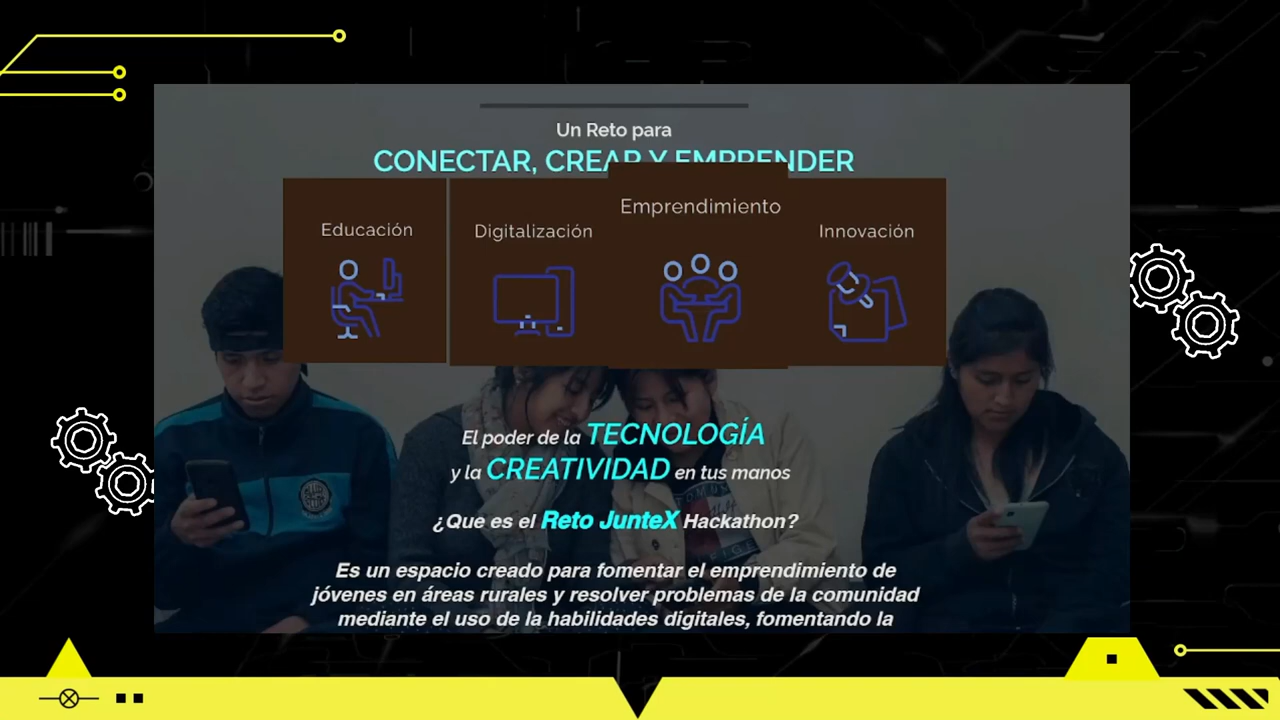 Un Reto para
CONECTAR, CREAR Y EMPRENDER
Educación
Digitalización
Emprendimiento
Innovación
El poder de la TECNOLOGÍA
y la CREATIVIDAD en tus manos
¿Que es el Reto JunteX Hackathon?
Es un espacio creado para fomentar el emprendimiento de
jóvenes en áreas rurales y resolver problemas de la comunidad
mediante el uso de la habilidades digitales, fomentando la